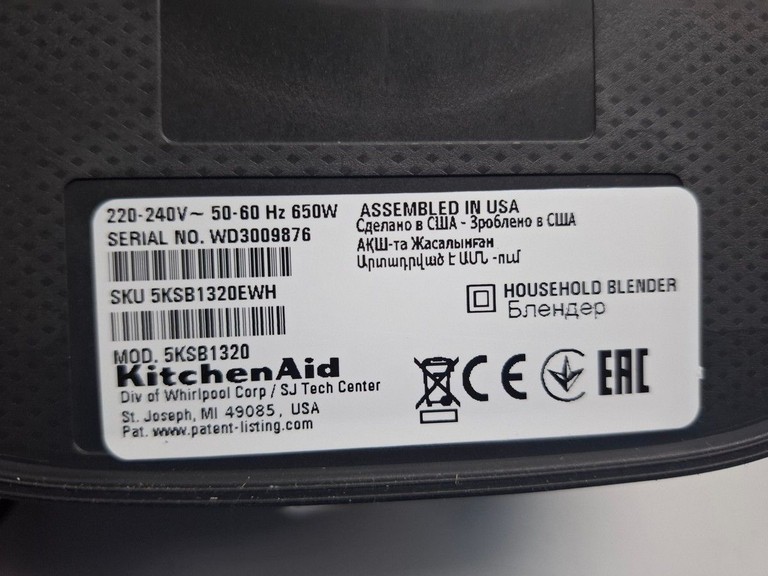 220-240V~ 50-60 Hz 650W
SERIAL NO. WD3009876
SKU 5KSB1320EWH
MOD. 5KSB1320
KitchenAid
Div of Whirlpool Corp / SJ Tech Center
St. Joseph, MI 49085, USA
Pat. www.patent-listing.com
ASSEMBLED IN USA
Сделано в США - Зроблено в США
АҚШ-та Жасалынған
Արտադրված է ԱՄՆ -ում
HOUSEHOLD BLENDER
Блендер
CE
EAC